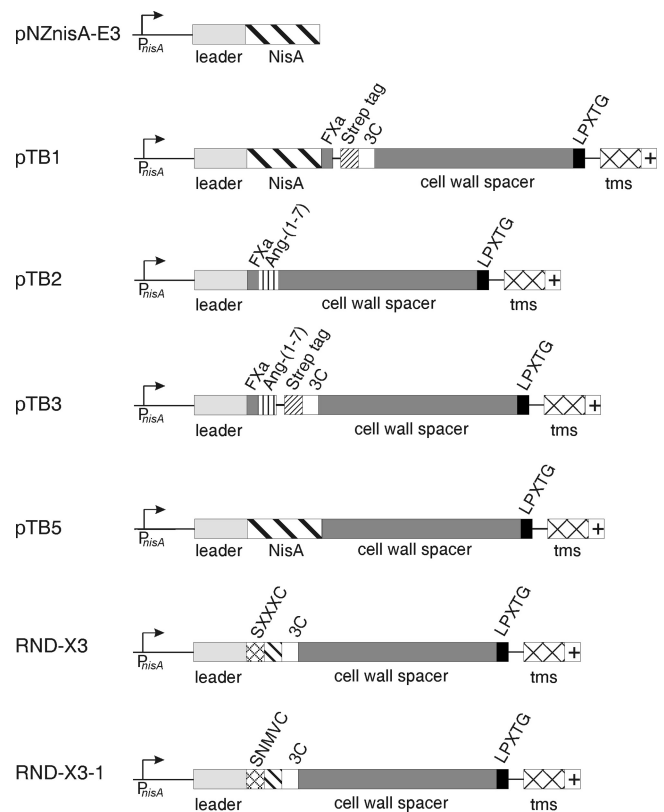 pNZnisA-E3
PnisA
leader NisA
FXa Strep tag 3C LPXTG
pTB1
+
PnisA
leader NisA cell wall spacer tms
FXa Ang-(1-7) LPXTG
pTB2
+
PnisA
leader cell wall spacer tms
FXa Ang-(1-7) Strep tag 3C LPXTG
pTB3
+
PnisA
leader cell wall spacer tms
LPXTG
pTB5
+
PnisA
leader NisA cell wall spacer tms
SXXXC 3C LPXTG
RND-X3
+
PnisA
leader cell wall spacer tms
SNMVC 3C LPXTG
RND-X3-1
+
PnisA
leader cell wall spacer tms